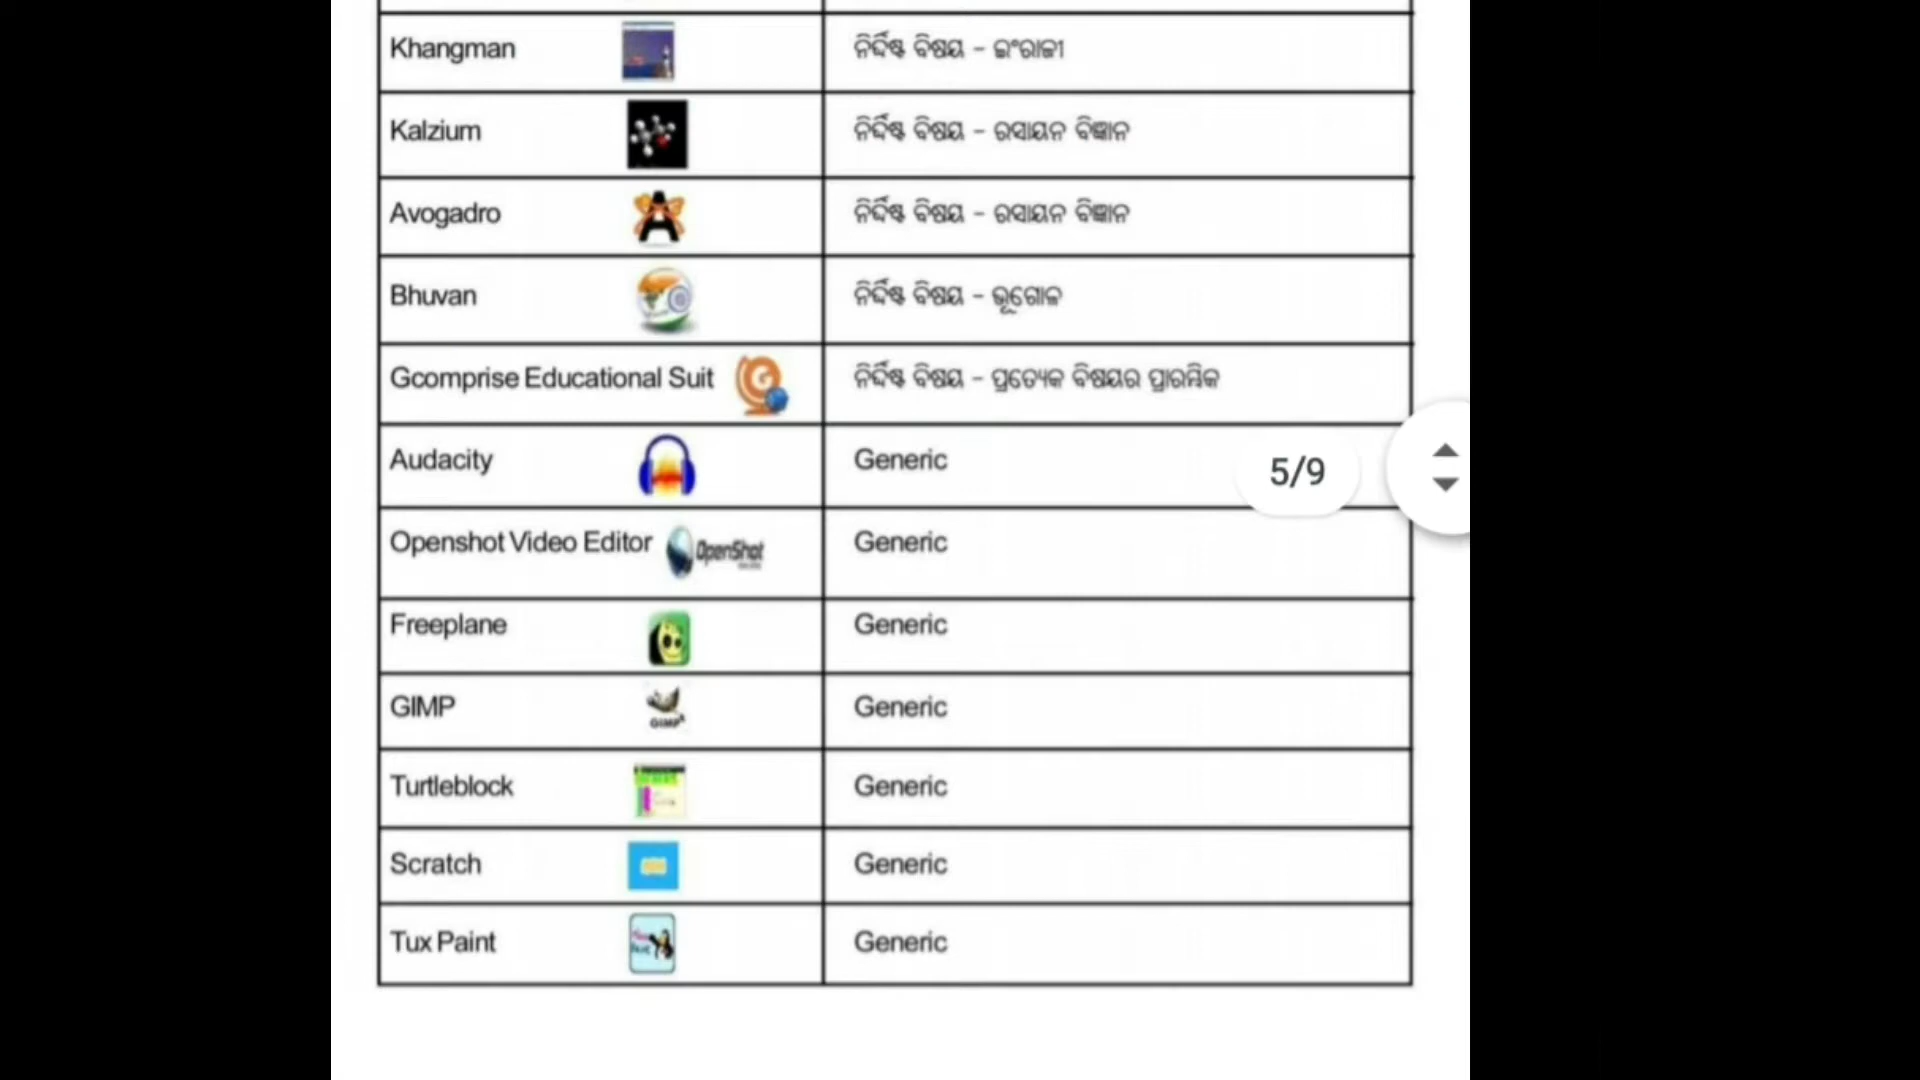 Khangman ନିର୍ଦ୍ଦିଷ୍ଟ ବିଷୟ – ଇଂରାଜୀ
Kalzium ନିର୍ଦ୍ଦିଷ୍ଟ ବିଷୟ – ରସାୟନ ବିଜ୍ଞାନ
Avogadro ନିର୍ଦ୍ଦିଷ୍ଟ ବିଷୟ – ରସାୟନ ବିଜ୍ଞାନ
Bhuvan ନିର୍ଦ୍ଦିଷ୍ଟ ବିଷୟ – ଭୂଗୋଳ
Gcomprise Educational Suit ନିର୍ଦ୍ଦିଷ୍ଟ ବିଷୟ – ପ୍ରତ୍ୟେକ ବିଷୟର ପ୍ରାରମ୍ଭିକ
Audacity Generic
5/9
Openshot Video Editor OpenShot Generic
Freeplane Generic
GIMP GIMP Generic
Turtleblock Generic
Scratch Generic
Tux Paint Generic